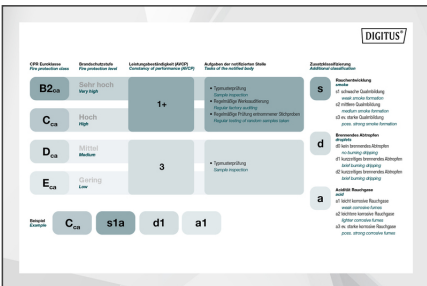 DIGITUS®
CPR Euroklasse
Fire protection class
Brandschutzstufe
Fire protection level
Leistungsbeständigkeit (AVCP)
Constancy of performance (AVCP)
Aufgaben der notifizierten Stelle
Tasks of the notified body
Zusatzklassifizierung
Additional classification
B2ca
Sehr hoch
Very high
Cca
Hoch
High
1+
• Typmusterprüfung
Sample inspection
• Regelmäßige Werksauditierung
Regular factory auditing
• Regelmäßige Prüfung entnommener Stichproben
Regular testing of random samples taken
Dca
Mittel
Medium
Eca
Gering
Low
3
• Typmusterprüfung
Sample inspection
s
Rauchentwicklung
smoke
s1 schwache Qualmbildung
weak smoke formation
s2 mittlere Qualmbildung
medium smoke formation
s3 ev. starke Qualmbildung
poss. strong smoke formation
d
Brennendes Abtropfen
droplets
d0 kein brennendes Abtropfen
no burning dripping
d1 kurzzeitiges brennendes Abtropfen
brief burning dripping
d2 kurzzeitiges brennendes Abtropfen
brief burning dripping
a
Acidität Rauchgase
acid
a1 leicht korrosive Rauchgase
weak corrosive fumes
a2 leichtere korrosive Rauchgase
lighter corrosive fumes
a3 ev. starke korrosive Rauchgase
poss. strong corrosive fumes
Beispiel
Example
Cca
s1a
d1
a1